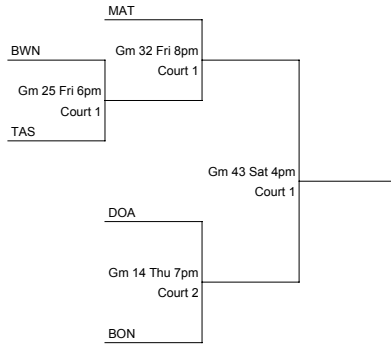 MAT
Gm 32 Fri 8pm
Court 1
BWN
Gm 25 Fri 6pm
Court 1
TAS
Gm 43 Sat 4pm
Court 1
DOA
Gm 14 Thu 7pm
Court 2
BON